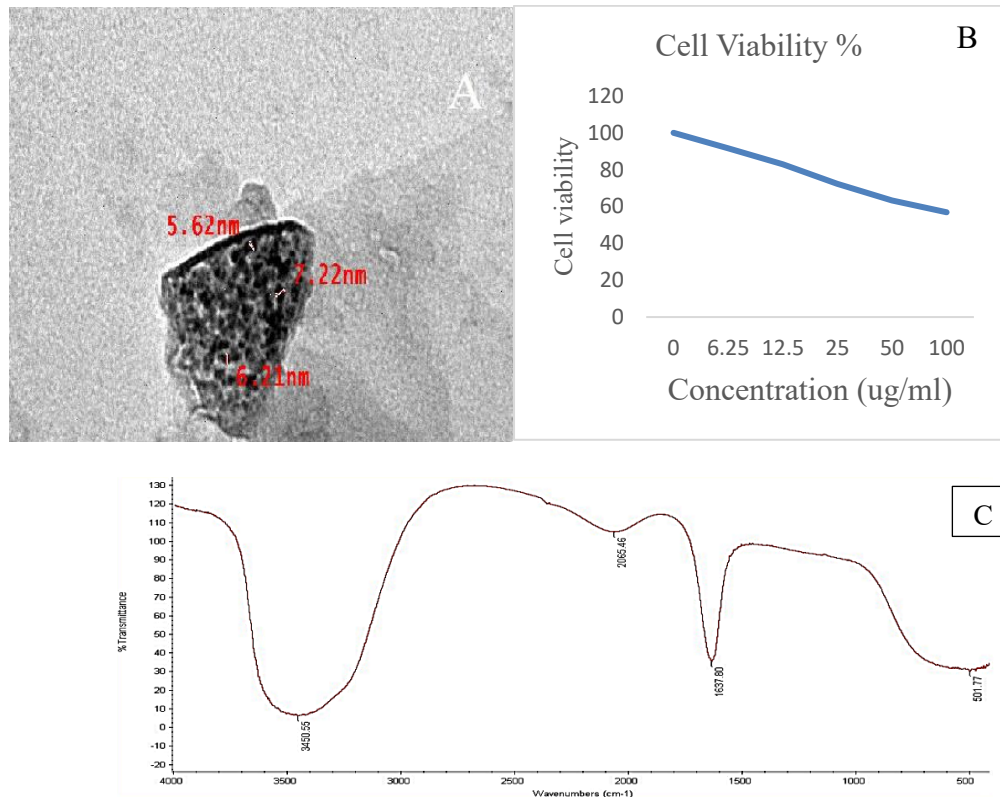 A
5.62nm
7.22nm
6.21nm
B
Cell Viability %
Cell viability
120
100
80
60
40
20
0
0 6.25 12.5 25 50 100
Concentration (ug/ml)
C
%Transmittance
130
120
110
100
90
80
70
60
50
40
30
20
10
0
-10
-20
3450.55
2065.46
1637.80
501.77
4000 3500 3000 2500 2000 1500 1000 500
Wavenumbers (cm-1)